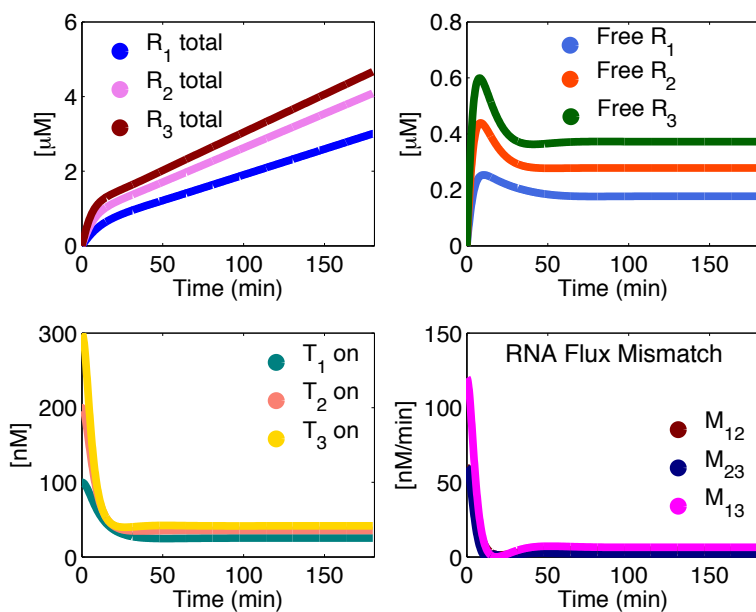 6
4
2
0
[μM]
R1 total
R2 total
R3 total
0 50 100 150
Time (min)
0.8
0.6
0.4
0.2
0
[μM]
Free R1
Free R2
Free R3
0 50 100 150
Time (min)
300
200
100
0
[nM]
T1 on
T2 on
T3 on
0 50 100 150
Time (min)
150
100
50
0
[nM/min]
RNA Flux Mismatch
M12
M23
M13
0 50 100 150
Time (min)